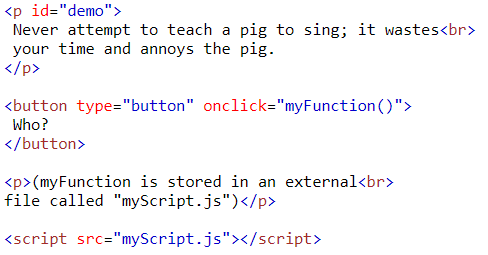 <p id="demo">
Never attempt to teach a pig to sing; it wastes<br>
your time and annoys the pig.
</p>
<button type="button" onclick="myFunction()">
Who?
</button>
<p>(myFunction is stored in an external<br>
file called "myScript.js")</p>
<script src="myScript.js"></script>